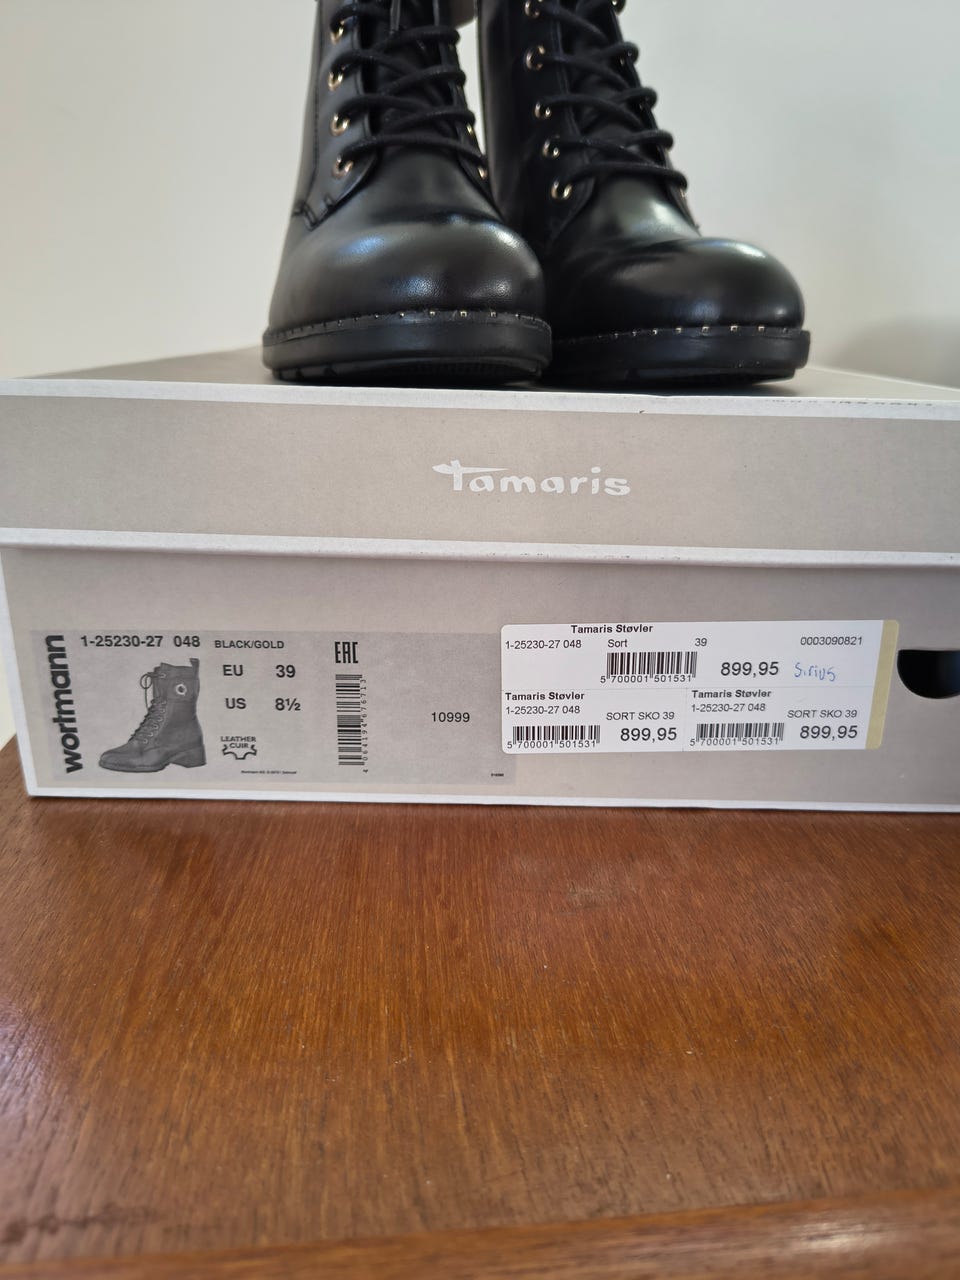 Tamaris
wortmann
1-25230-27 048 BLACK/GOLD
EU 39
US 8½
LEATHER
CUIR
EAC
4 064194 676713
10999
Tamaris Støvler
1-25230-27 048 Sort 39 0003090821
5 700001 501531
899,95
Sirius
Tamaris Støvler
1-25230-27 048
SORT SKO 39
5 700001 501531
899,95
Tamaris Støvler
1-25230-27 048
SORT SKO 39
5 700001 501531
899,95